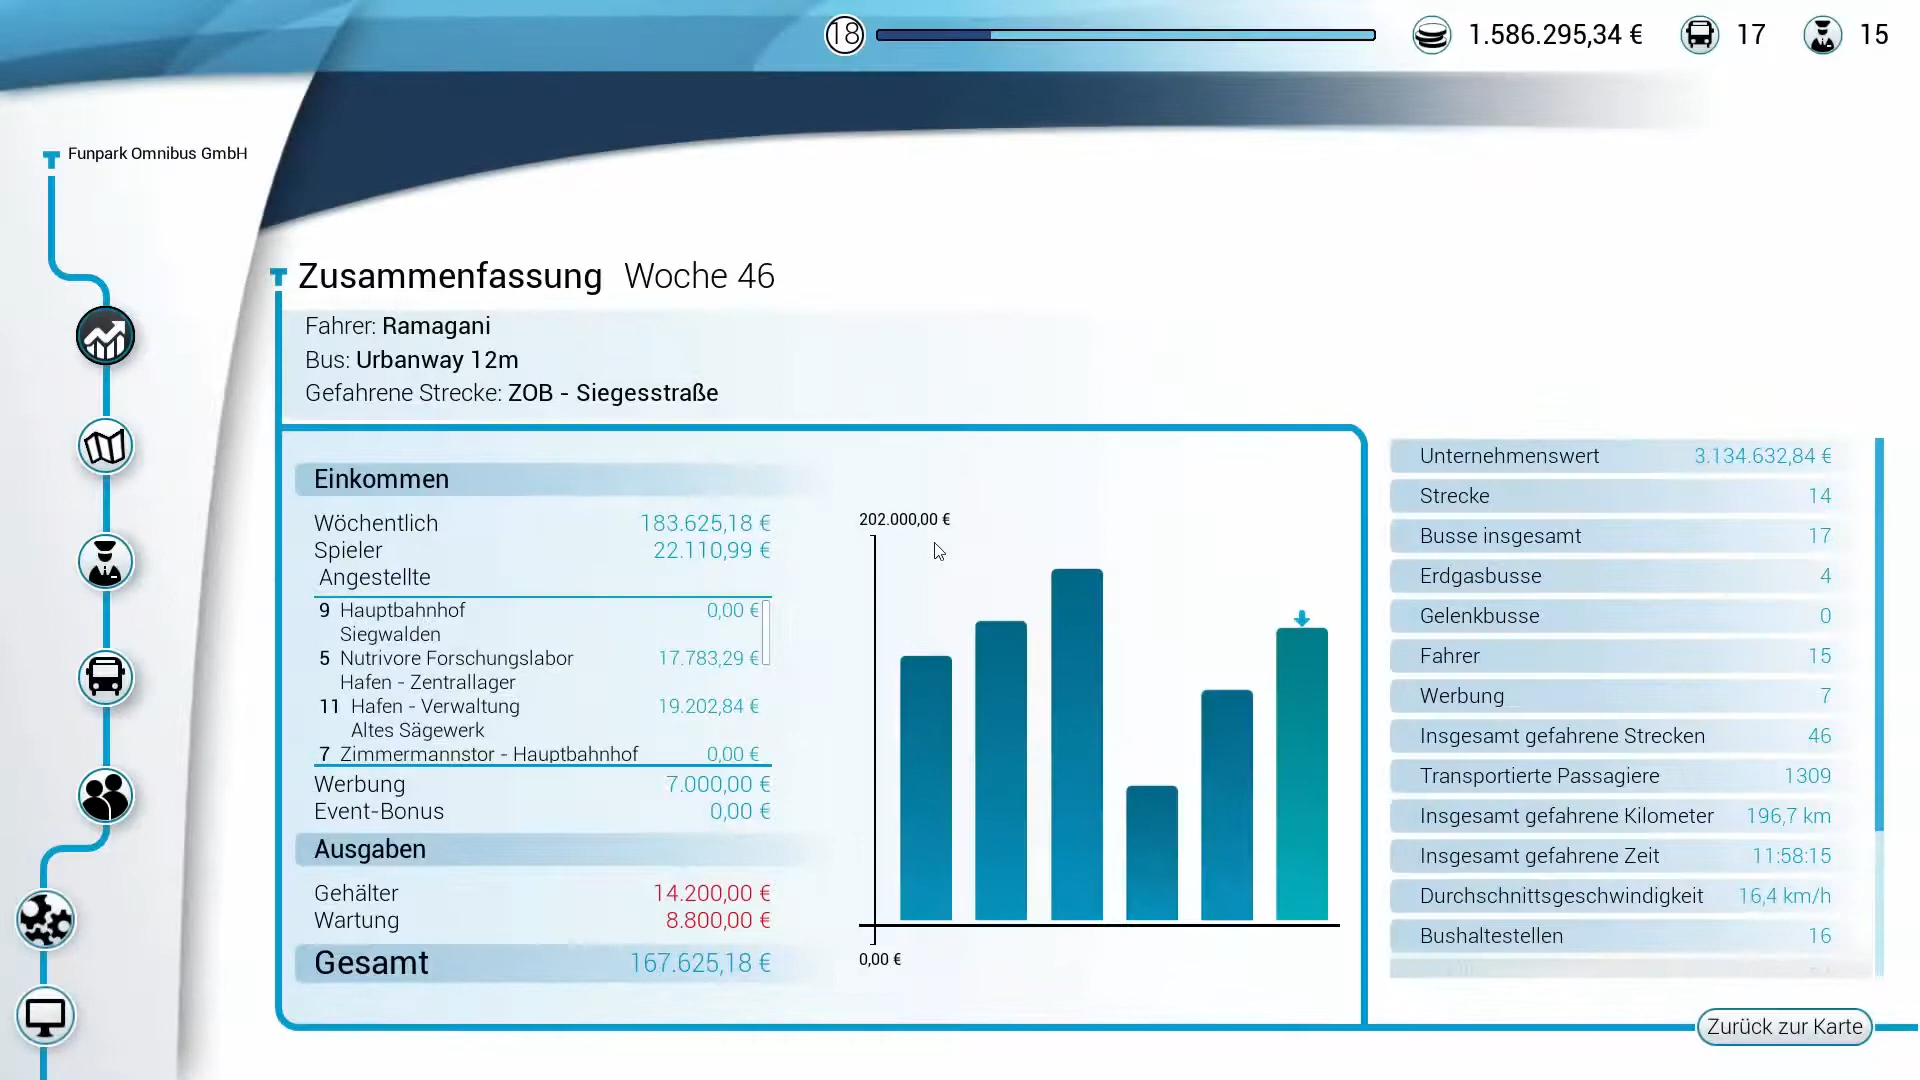 18
1.586.295,34 €
17
15
Funpark Omnibus GmbH
Zusammenfassung Woche 46
Fahrer: Ramagani
Bus: Urbanway 12m
Gefahrene Strecke: ZOB - Siegesstraße
Einkommen
Wöchentlich 183.625,18 €
Spieler 22.110,99 €
Angestellte
9 Hauptbahnhof 0,00 €
Siegwalden
5 Nutrivore Forschungslabor 17.783,29 €
Hafen - Zentrallager
11 Hafen - Verwaltung 19.202,84 €
Altes Sägewerk
7 Zimmermannstor - Hauptbahnhof 0,00 €
Werbung 7.000,00 €
Event-Bonus 0,00 €
Ausgaben
Gehälter 14.200,00 €
Wartung 8.800,00 €
Gesamt 167.625,18 €
202.000,00 €
0,00 €
Unternehmenswert 3.134.632,84 €
Strecke 14
Busse insgesamt 17
Erdgasbusse 4
Gelenkbusse 0
Fahrer 15
Werbung 7
Insgesamt gefahrene Strecken 46
Transportierte Passagiere 1309
Insgesamt gefahrene Kilometer 196,7 km
Insgesamt gefahrene Zeit 11:58:15
Durchschnittsgeschwindigkeit 16,4 km/h
Bushaltestellen 16
Zurück zur Karte